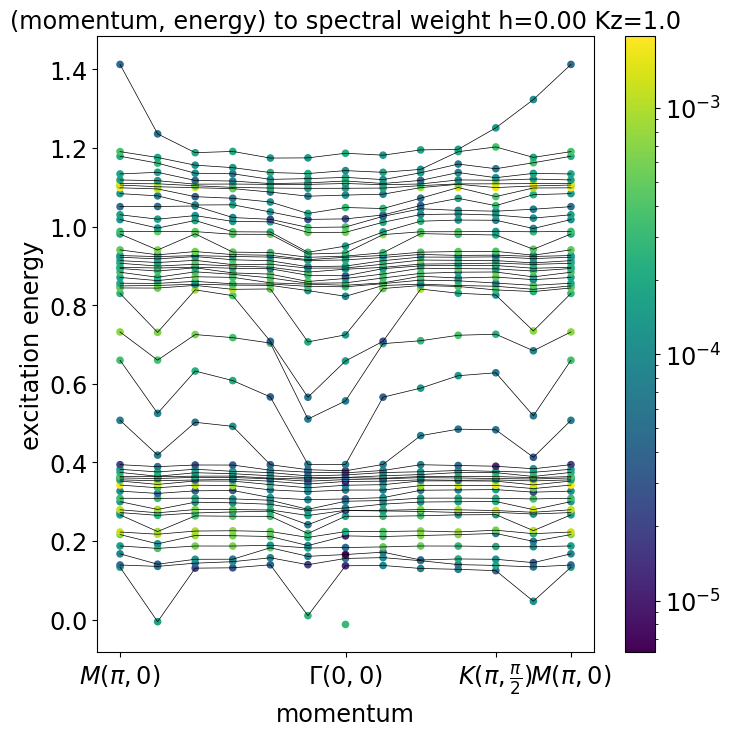 (momentum, energy) to spectral weight h=0.00 Kz=1.0
excitation energy
1.4
1.2
1.0
0.8
0.6
0.4
0.2
0.0
M(π, 0)
Γ(0, 0)
K(π, π/2)
M(π, 0)
momentum
10⁻³
10⁻⁴
10⁻⁵